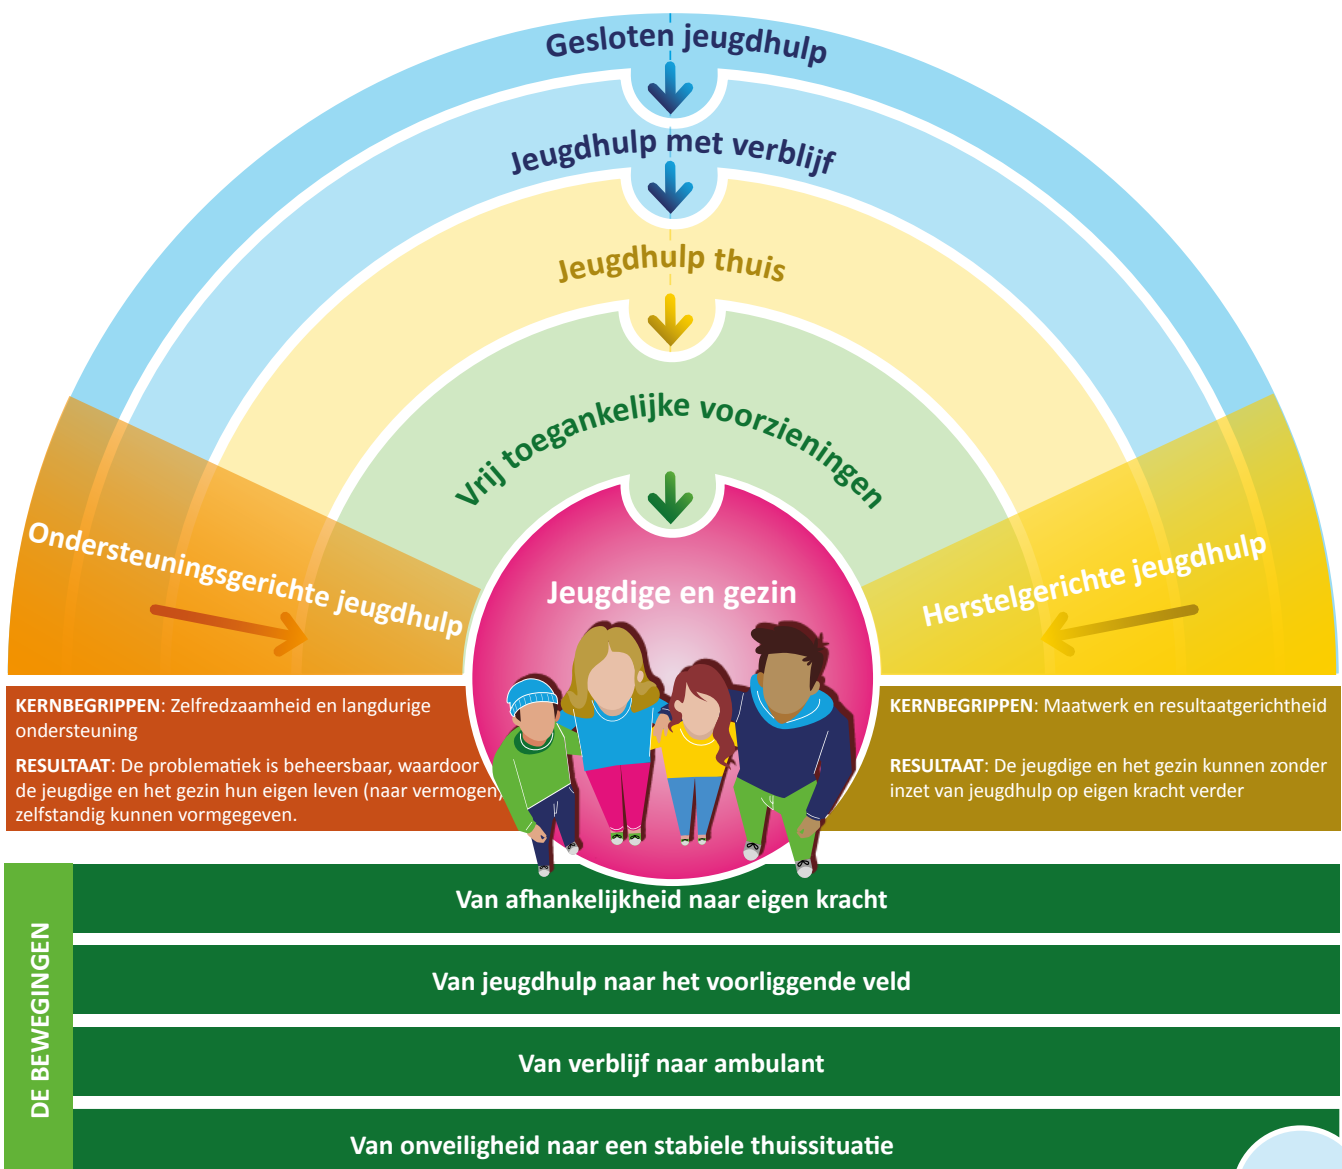 Gesloten jeugdhulp
Jeugdhulp met verblijf
Jeugdhulp thuis
Vrij toegankelijke voorzieningen
Ondersteuningsgerichte jeugdhulp
Jeugdige en gezin
Herstelgerichte jeugdhulp
KERNBEGRIPPEN: Zelfredzaamheid en langdurige
ondersteuning
RESULTAAT: De problematiek is beheersbaar, waardoor
de jeugdige en het gezin hun eigen leven (naar vermogen)
zelfstandig kunnen vormgegeven.
KERNBEGRIPPEN: Maatwerk en resultaatgerichtheid
RESULTAAT: De jeugdige en het gezin kunnen zonder
inzet van jeugdhulp op eigen kracht verder
DE BEWEGINGEN
Van afhankelijkheid naar eigen kracht
Van jeugdhulp naar het voorliggende veld
Van verblijf naar ambulant
Van onveiligheid naar een stabiele thuissituatie